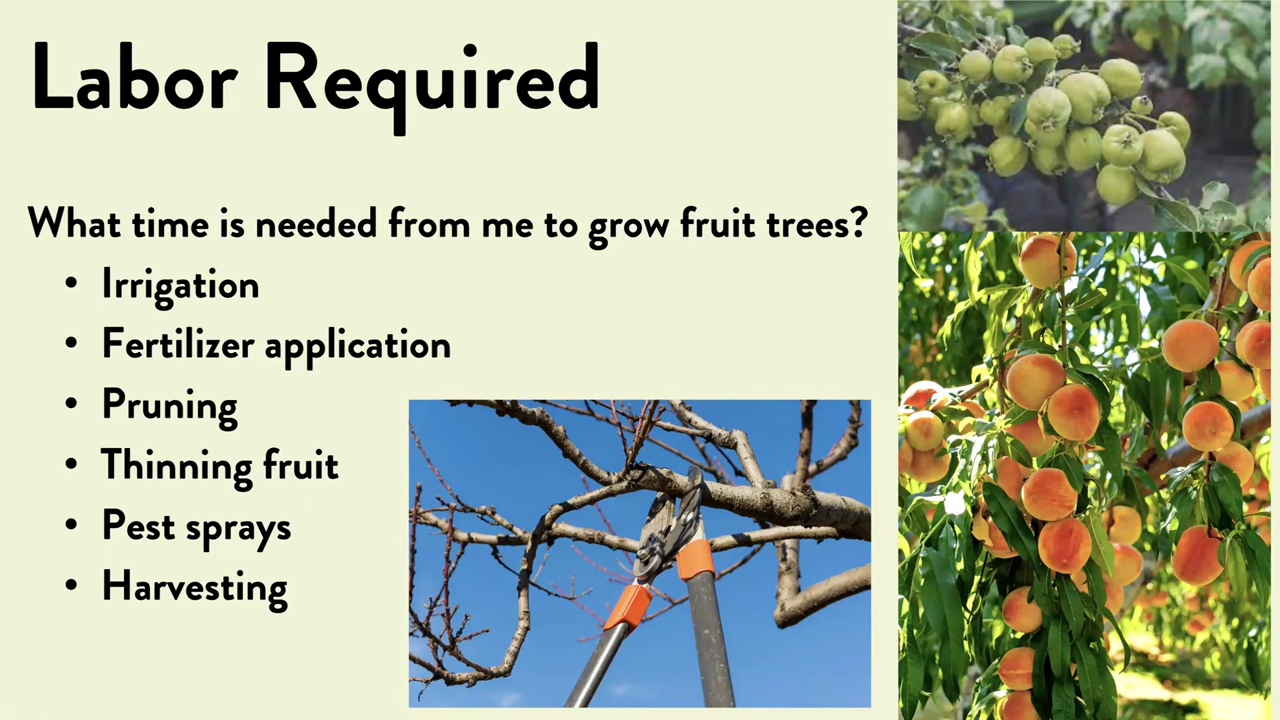 Labor Required
What time is needed from me to grow fruit trees?
• Irrigation
• Fertilizer application
• Pruning
• Thinning fruit
• Pest sprays
• Harvesting